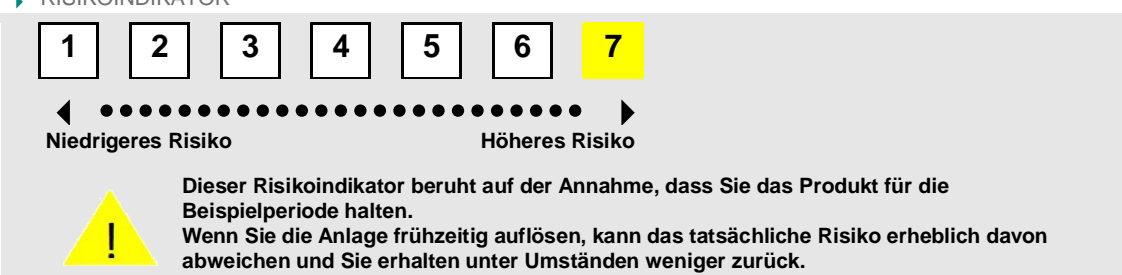 RISIKOINDIKATOR
1 2 3 4 5 6 7
Niedrigeres Risiko Höheres Risiko
Dieser Risikoindikator beruht auf der Annahme, dass Sie das Produkt für die
Beispielperiode halten.
Wenn Sie die Anlage frühzeitig auflösen, kann das tatsächliche Risiko erheblich davon
abweichen und Sie erhalten unter Umständen weniger zurück.